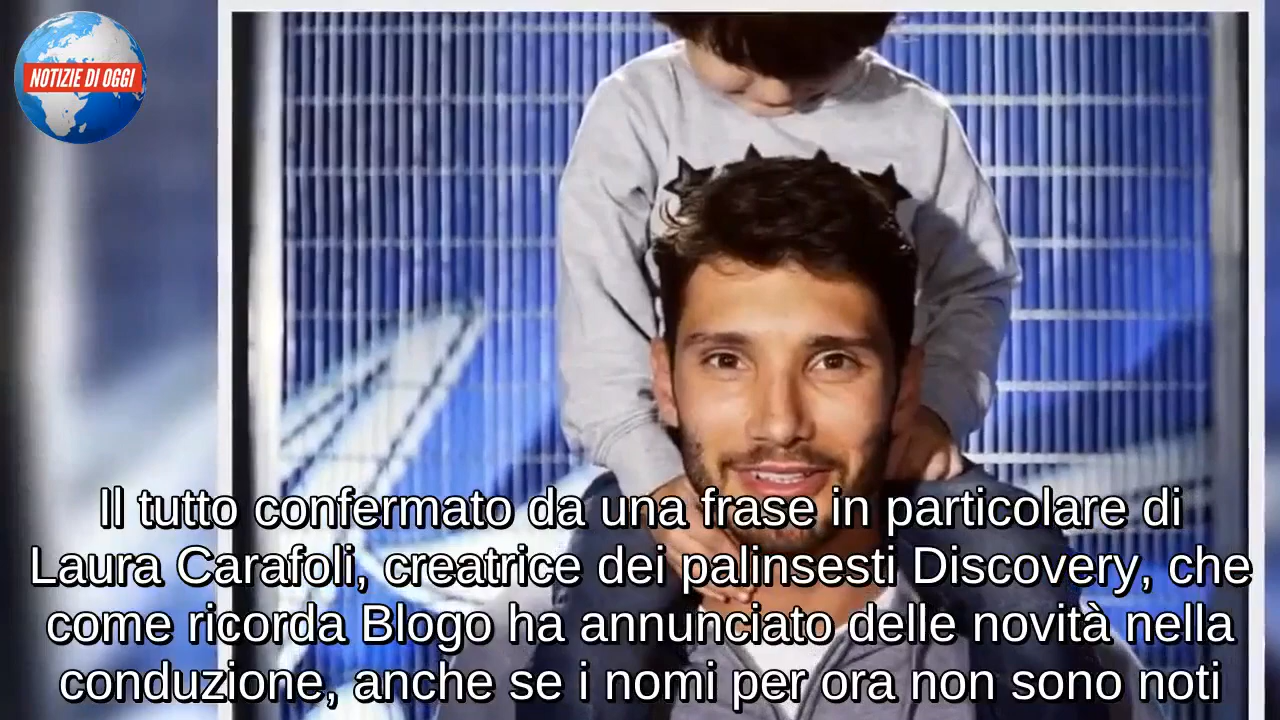 NOTIZIE DI OGGI
Il tutto confermato da una frase in particolare di
Laura Carafoli, creatrice dei palinsesti Discovery, che
come ricorda Blogo ha annunciato delle novità nella
conduzione, anche se i nomi per ora non sono noti